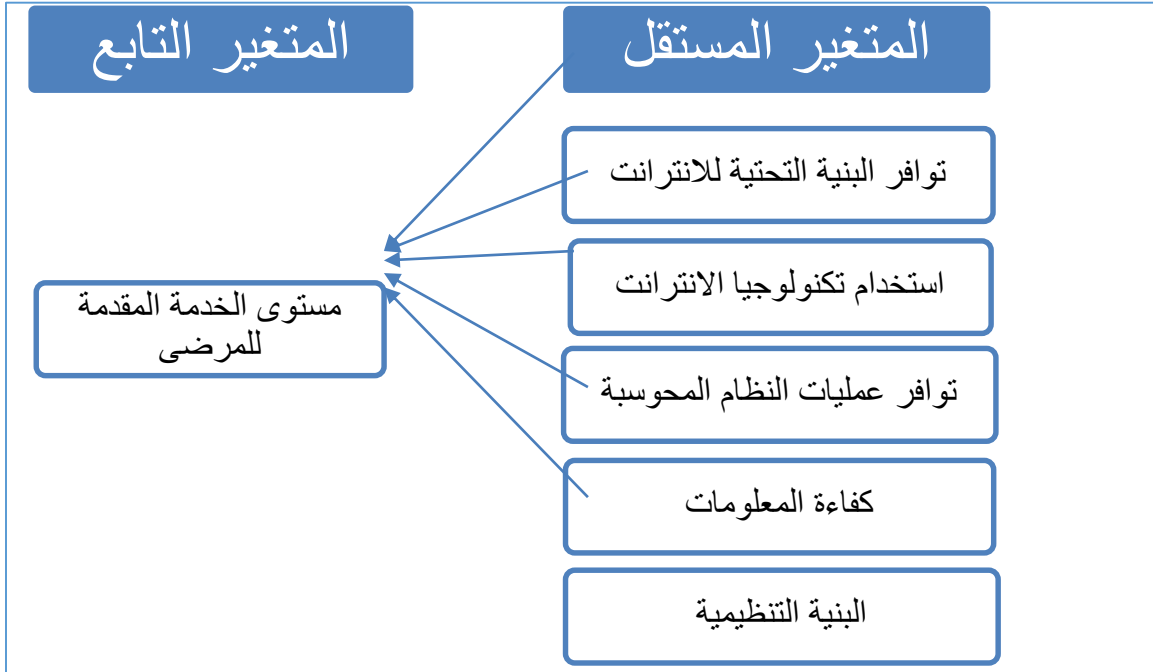 المتغير المستقل
المتغير التابع
توافر البنية التحتية للانترانت
استخدام تكنولوجيا الانترانت
توافر عمليات النظام المحوسبة
كفاءة المعلومات
البنية التنظيمية
مستوى الخدمة المقدمة
للمرضى